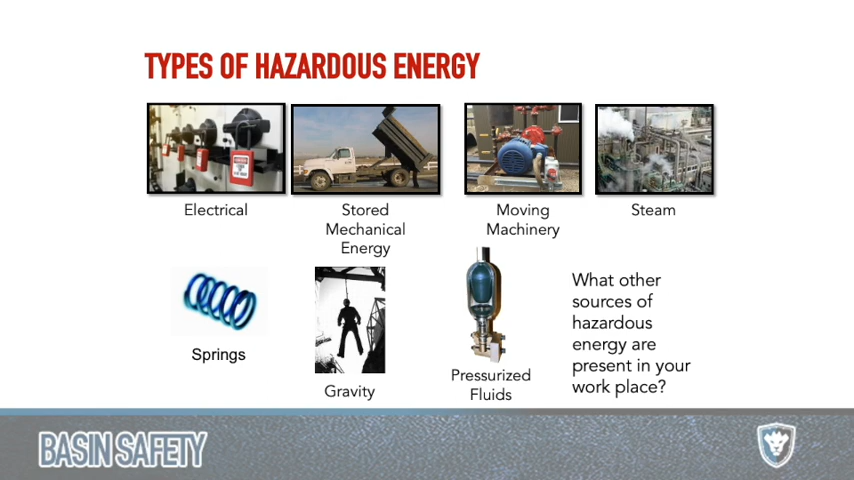 TYPES OF HAZARDOUS ENERGY
Electrical
Stored
Mechanical
Energy
Moving
Machinery
Steam
Springs
Gravity
Pressurized
Fluids
What other
sources of
hazardous
energy are
present in your
work place?
BASIN SAFETY